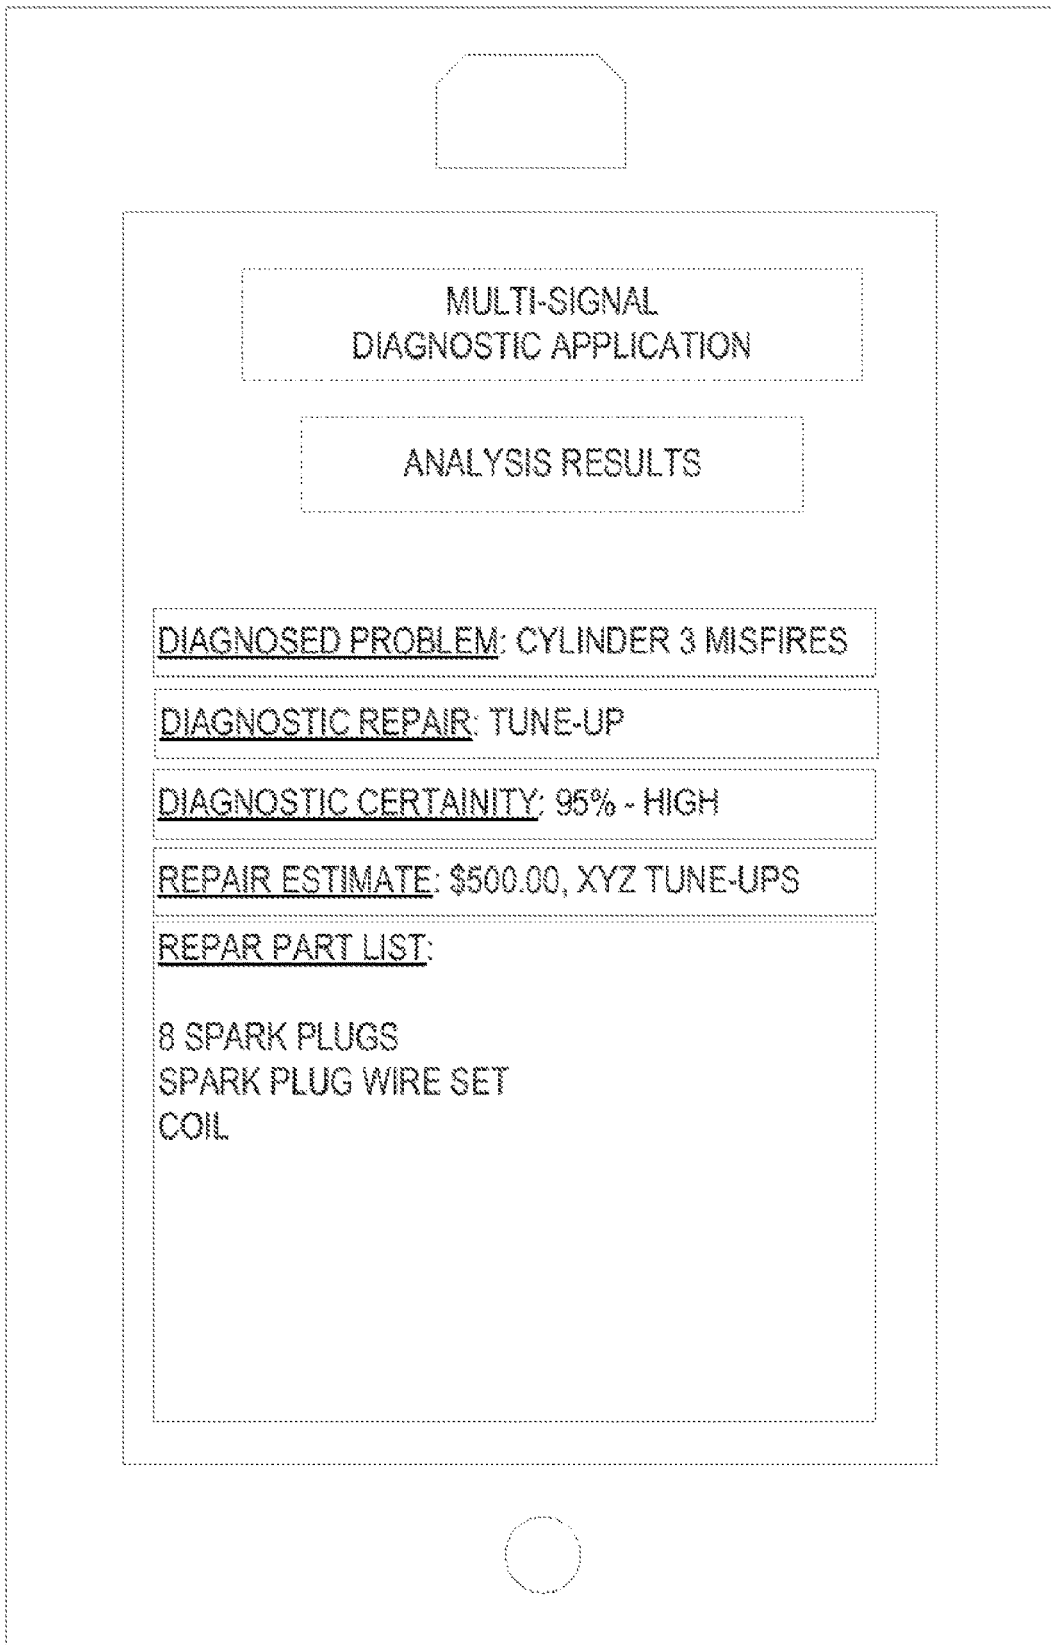 MULTI-SIGNAL
DIAGNOSTIC APPLICATION
ANALYSIS RESULTS
DIAGNOSED PROBLEM: CYLINDER 3 MISFIRES
DIAGNOSTIC REPAIR: TUNE-UP
DIAGNOSTIC CERTAINITY: 95% - HIGH
REPAIR ESTIMATE: $500.00, XYZ TUNE-UPS
REPAR PART LIST:
8 SPARK PLUGS
SPARK PLUG WIRE SET
COIL